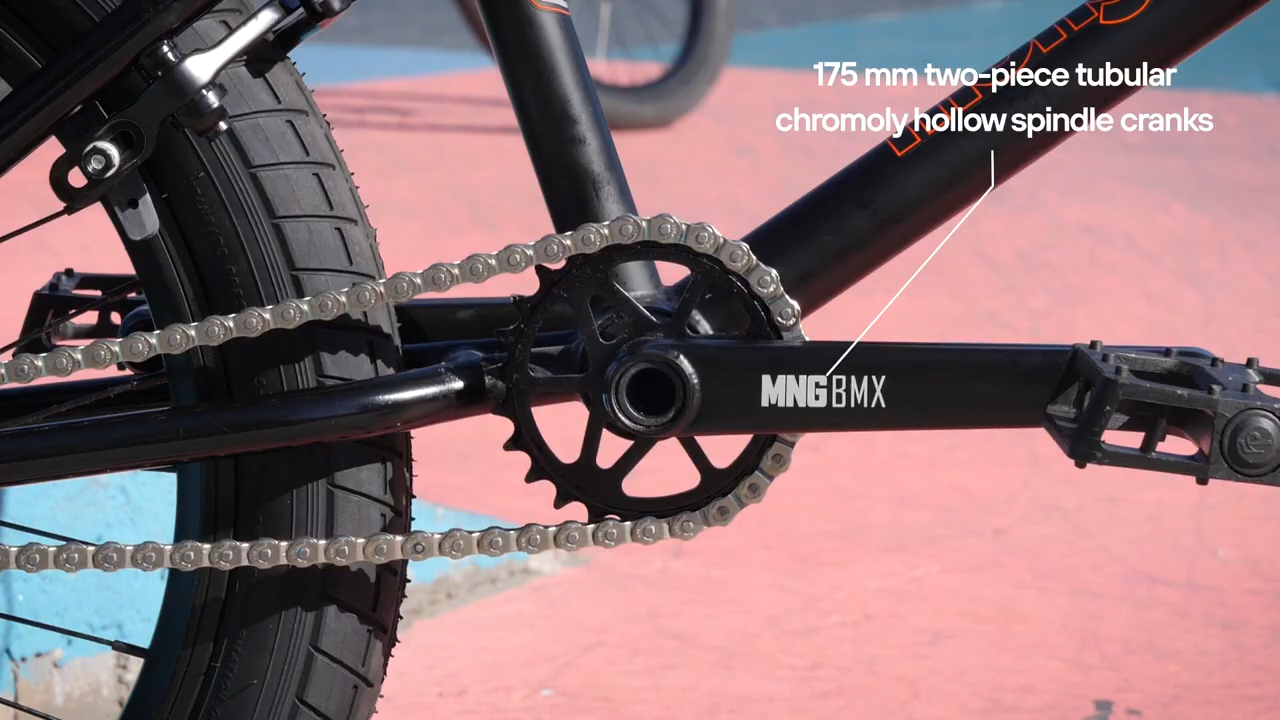 175 mm two-piece tubular
chromoly hollow spindle cranks
MNG BMX